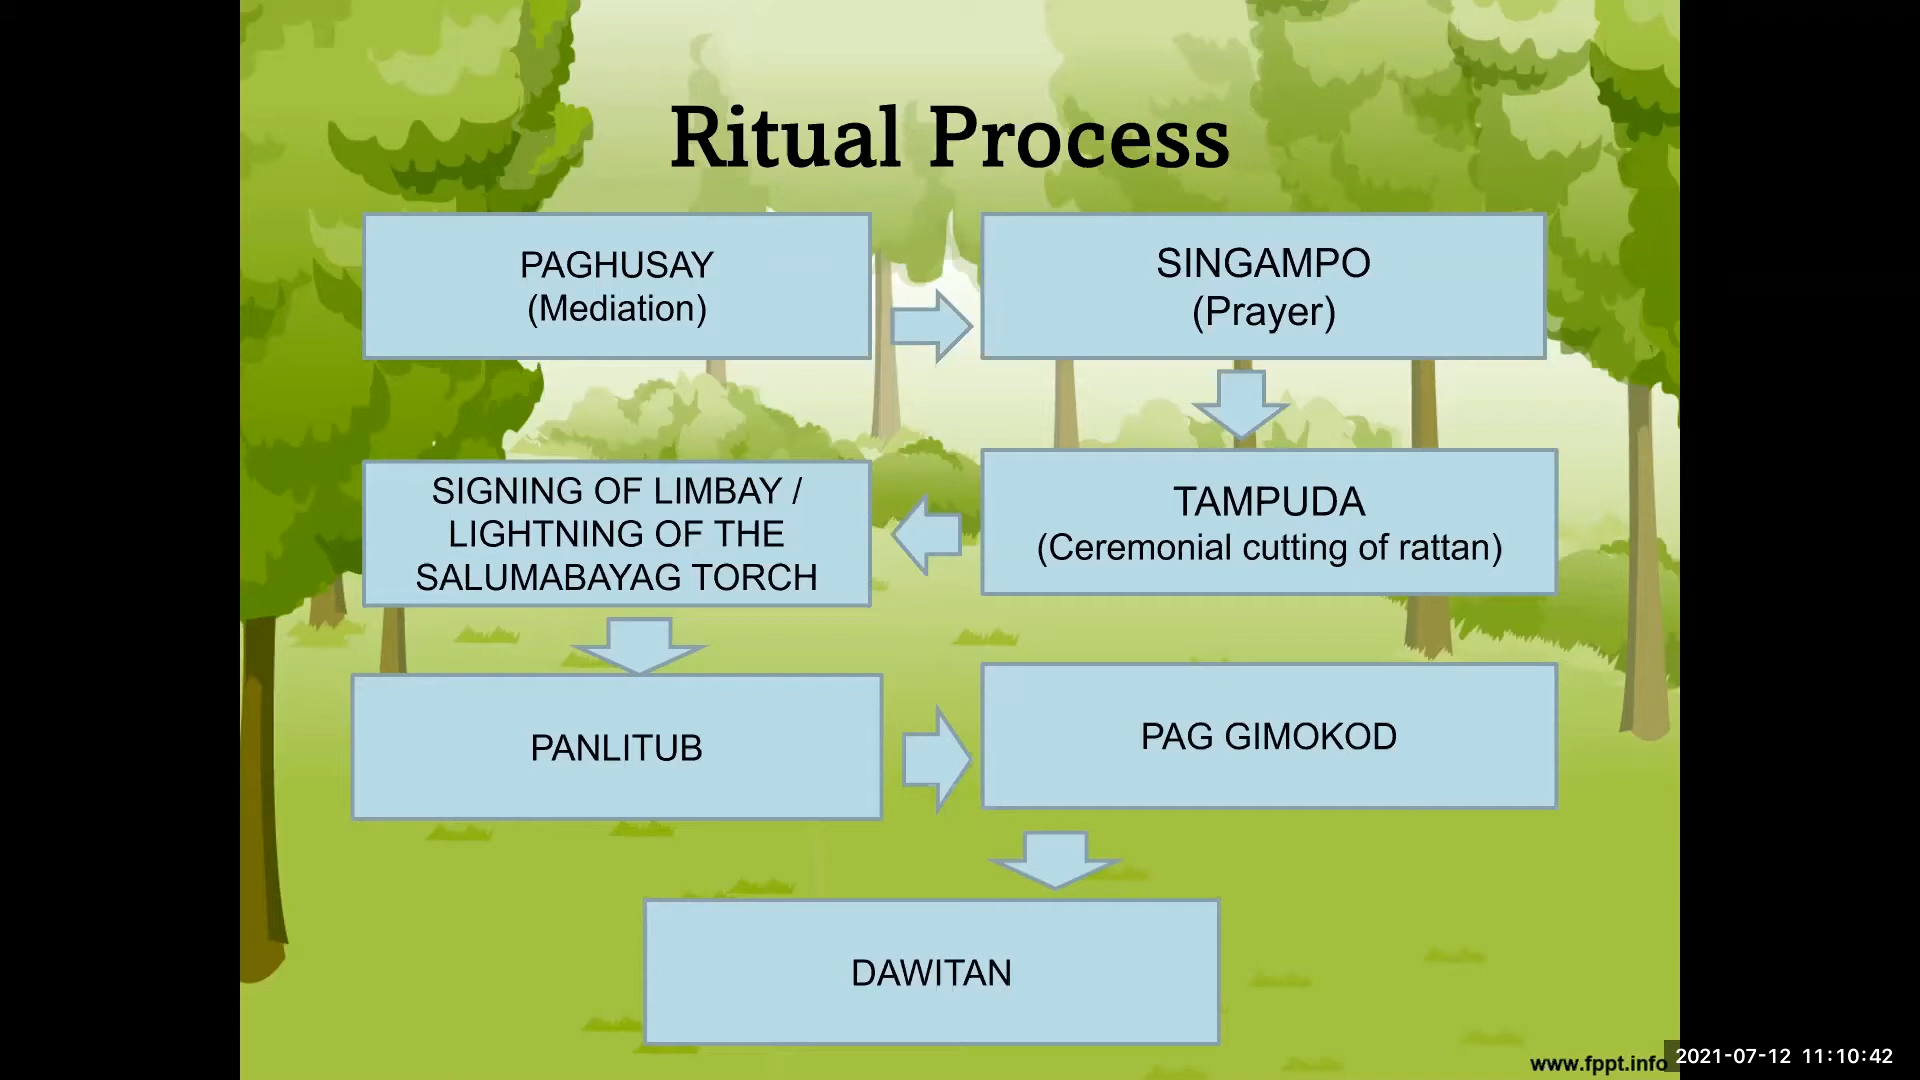 Ritual Process
PAGHUSAY
(Mediation)
SINGAMPO
(Prayer)
TAMPUDA
(Ceremonial cutting of rattan)
SIGNING OF LIMBAY /
LIGHTNING OF THE
SALUMABAYAG TORCH
PANLITUB
PAG GIMOKOD
DAWITAN
www.fppt.info
2021-07-12 11:10:42